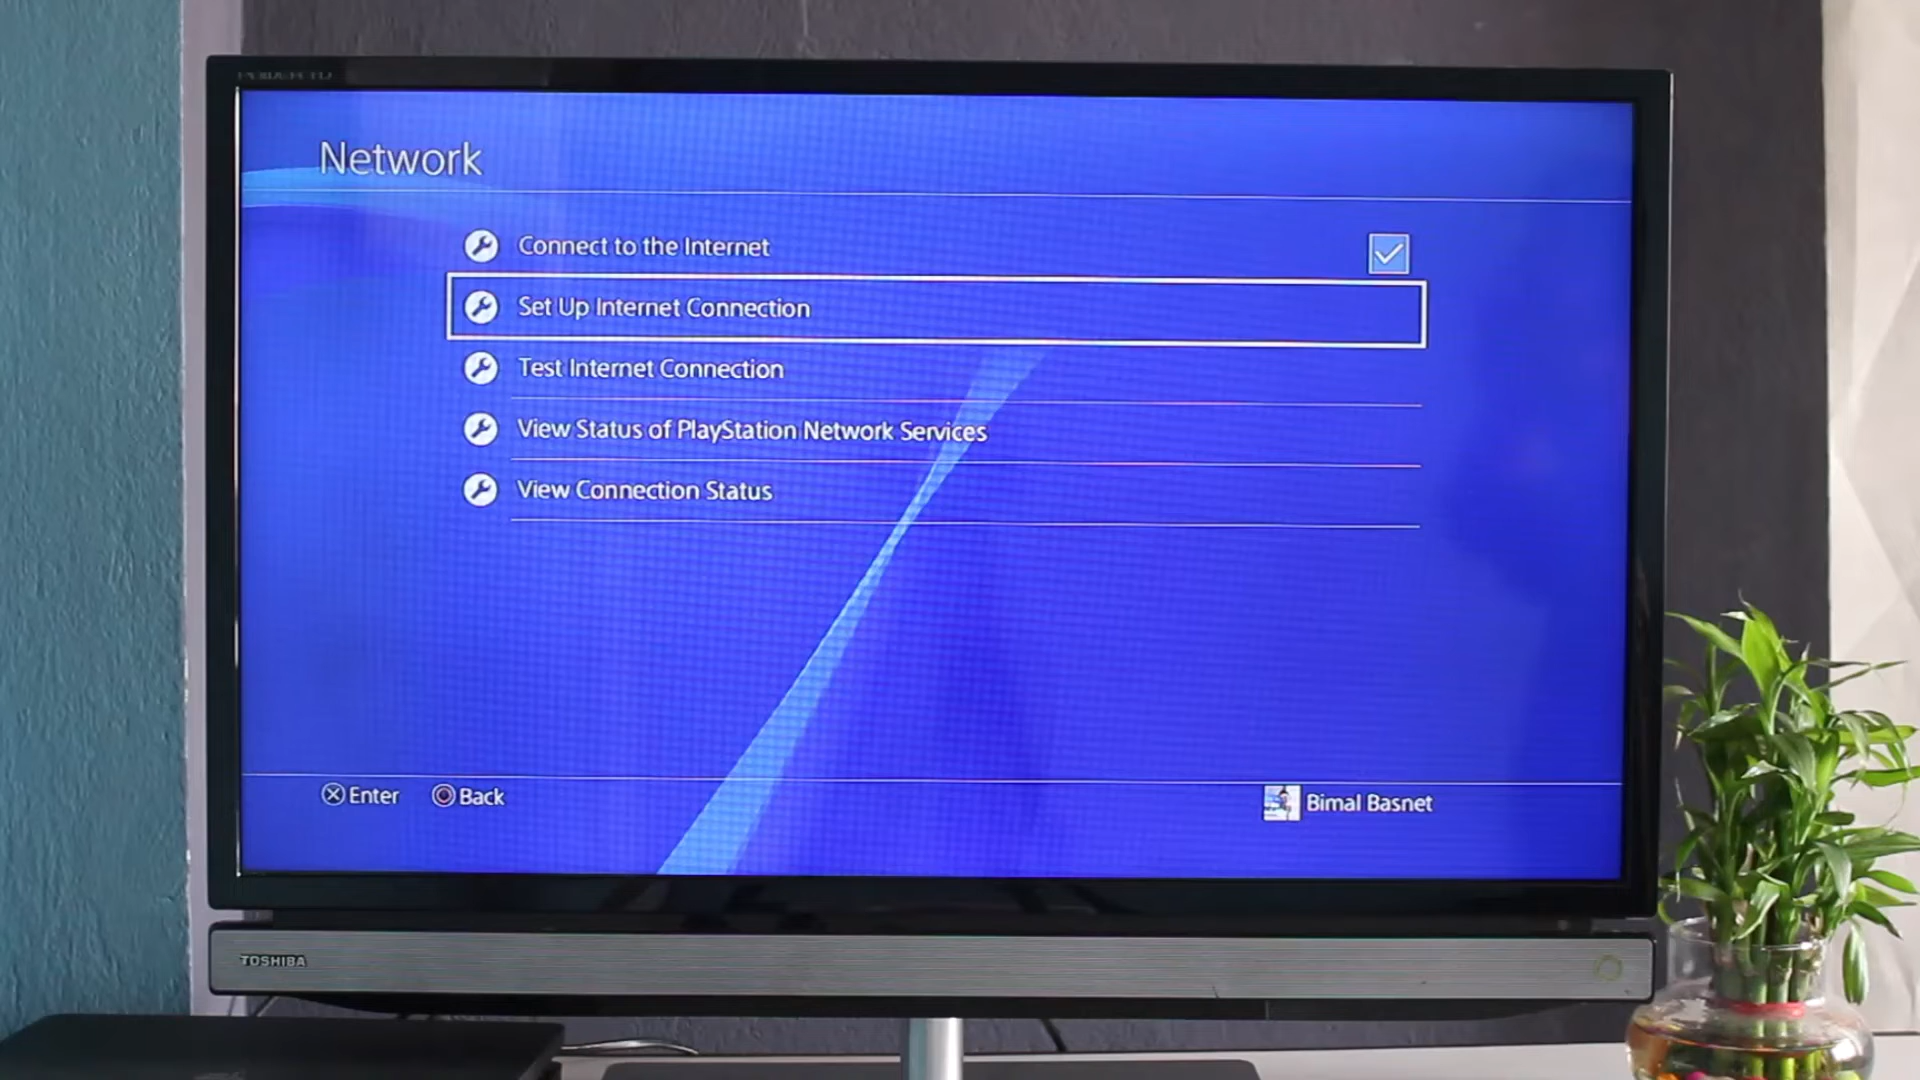 Network
Connect to the Internet
Set Up Internet Connection
Test Internet Connection
View Status of PlayStation Network Services
View Connection Status
Enter
Back
Bimal Basnet
TOSHIBA